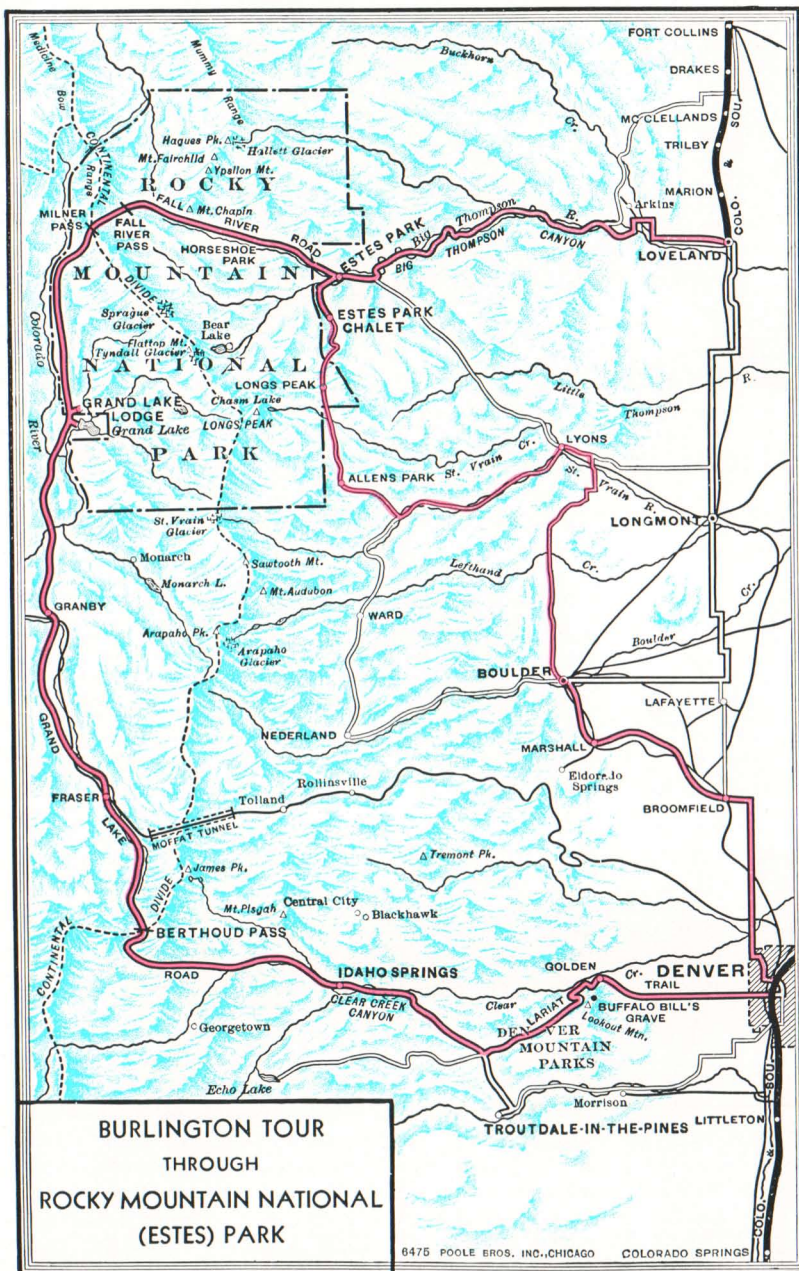 FORT COLLINS
DRAKES
MC CLELLANDS
TRILBY
MARION
COLO. & SOU.
Medicine Bow Range
CONTINENTAL DIVIDE
Mummy Range
Buckhorn Cr.
Hagues Pk.
Hallett Glacier
Mt. Fairchild
Ypsilon Mt.
ROCKY
MOUNTAIN
NATIONAL
PARK
Mt. Chapin
FALL RIVER ROAD
MILNER PASS
FALL RIVER PASS
HORSESHOE PARK
ESTES PARK
Big Thompson R.
BIG THOMPSON CANYON
Arkins
LOVELAND
ESTES PARK CHALET
Colorado River
Sprague Glacier
Bear Lake
Flattop Mt.
Tyndall Glacier
LONGS PEAK
Chasm Lake
LONGS PEAK
GRAND LAKE LODGE
Grand Lake
Little Thompson R.
LYONS
ALLENS PARK
St. Vrain Cr.
St. Vrain R.
LONGMONT
St. Vrain Glacier
Monarch
Monarch L.
Sawtooth Mt.
Mt. Audubon
Lefthand Cr.
GRANBY
WARD
Arapaho Pk.
Arapaho Glacier
Boulder Cr.
BOULDER
LAFAYETTE
NEDERLAND
MARSHALL
Eldorado Springs
BROOMFIELD
GRAND LAKE ROAD
FRASER
Rollinsville
Tolland
MOFFAT TUNNEL
James Pk.
Tremont Pk.
DIVIDE
CONTINENTAL
Mt. Pisgah
Central City
Blackhawk
BERTHOUD PASS
IDAHO SPRINGS
CLEAR CREEK CANYON
GOLDEN
Clear Cr.
DENVER
LARIAT TRAIL
BUFFALO BILL'S GRAVE
Lookout Mtn.
DENVER MOUNTAIN PARKS
Georgetown
Echo Lake
Morrison
TROUTDALE-IN-THE-PINES
LITTLETON
COLO. & SOU.
BURLINGTON TOUR
THROUGH
ROCKY MOUNTAIN NATIONAL
(ESTES) PARK
6475 POOLE BROS. INC., CHICAGO
COLORADO SPRINGS